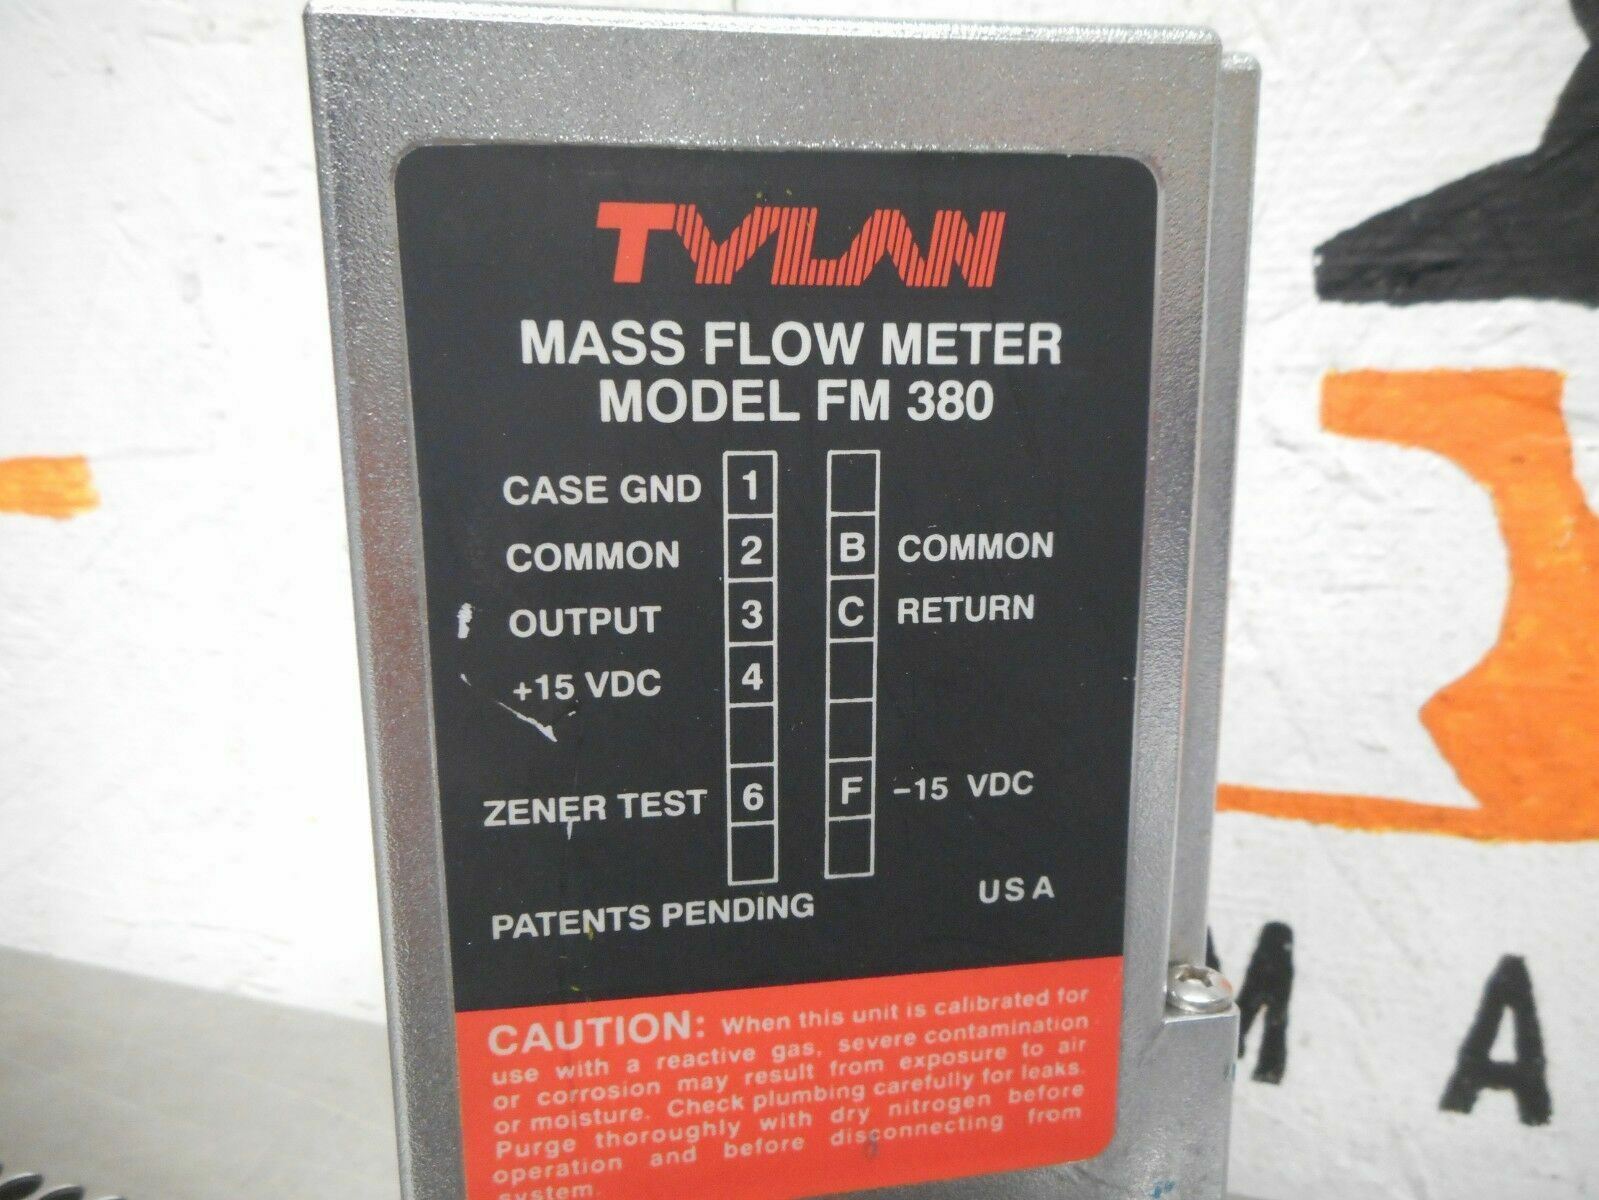 TYLAN
MASS FLOW METER
MODEL FM 380
CASE GND 1
COMMON 2 B COMMON
OUTPUT 3 C RETURN
+15 VDC 4
ZENER TEST 6 F -15 VDC
PATENTS PENDING USA
CAUTION: When this unit is calibrated for
use with a reactive gas, severe contamination
or corrosion may result from exposure to air
or moisture. Check plumbing carefully for leaks.
Purge thoroughly with dry nitrogen before
operation and before disconnecting from
system.
MA